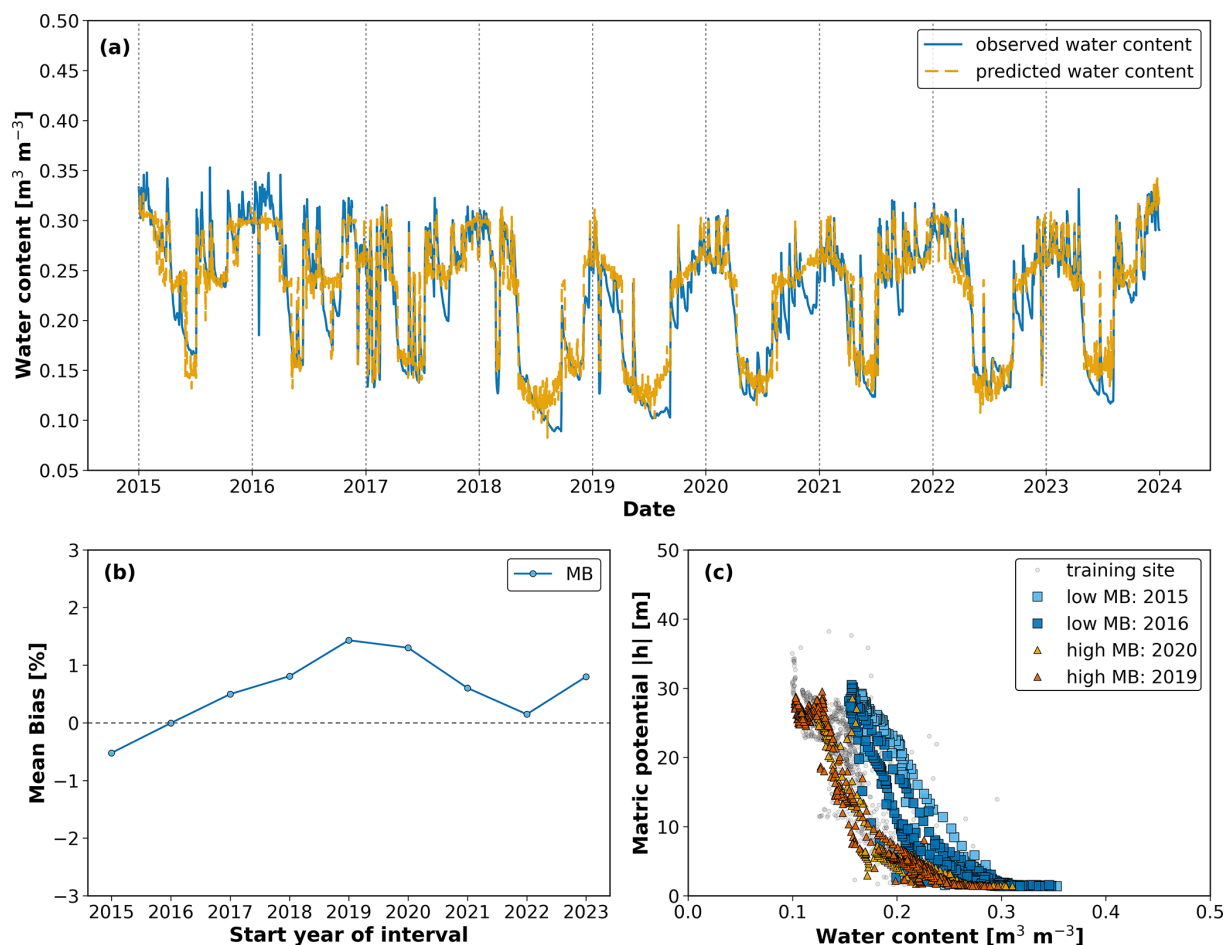 (a)
observed water content
predicted water content
Water content [m³ m⁻³]
0.50
0.45
0.40
0.35
0.30
0.25
0.20
0.15
0.10
0.05
2015 2016 2017 2018 2019 2020 2021 2022 2023 2024
Date
(b)
MB
Mean Bias [%]
3
2
1
0
−1
−2
−3
2015 2016 2017 2018 2019 2020 2021 2022 2023
Start year of interval
(c)
training site
low MB: 2015
low MB: 2016
high MB: 2020
high MB: 2019
Matric potential |h| [m]
50
40
30
20
10
0
0.0 0.1 0.2 0.3 0.4 0.5
Water content [m³ m⁻³]